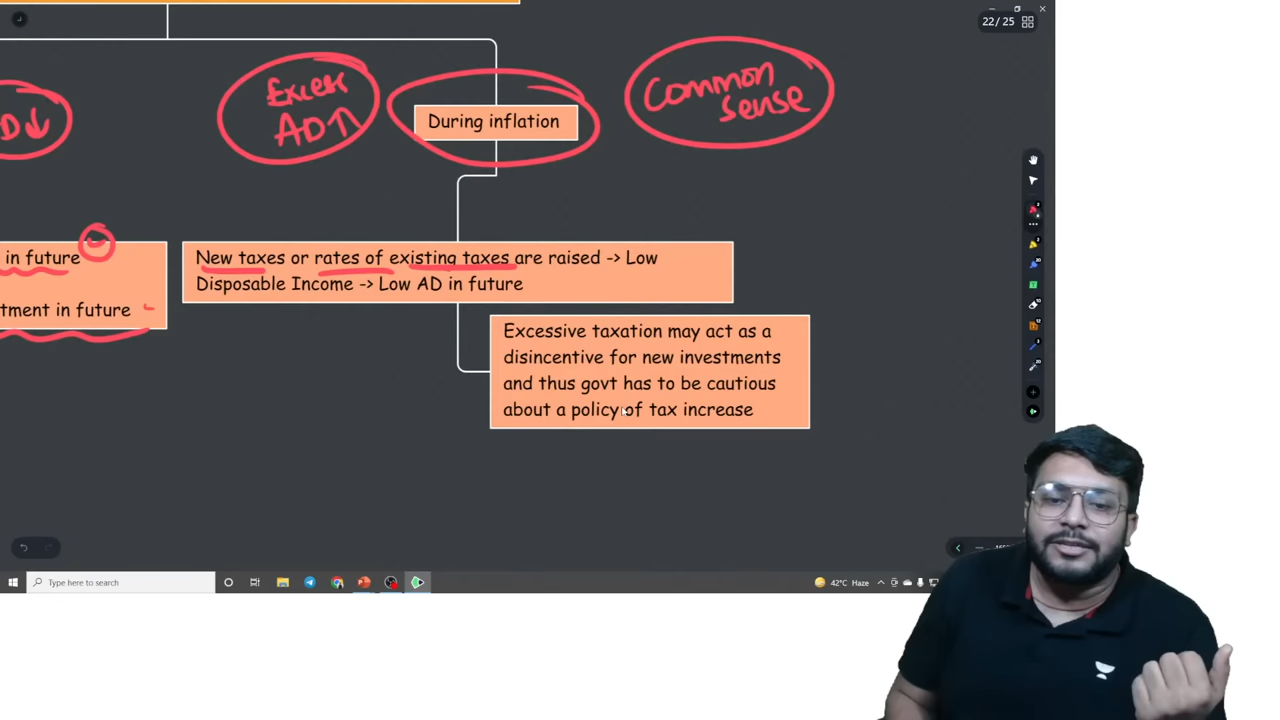 22/25
Excess
AD↑
D↓
During inflation
Common
sense
in future
tment in future
New taxes or rates of existing taxes are raised -> Low
Disposable Income -> Low AD in future
Excessive taxation may act as a
disincentive for new investments
and thus govt has to be cautious
about a policy of tax increase
Type here to search
42°C Haze